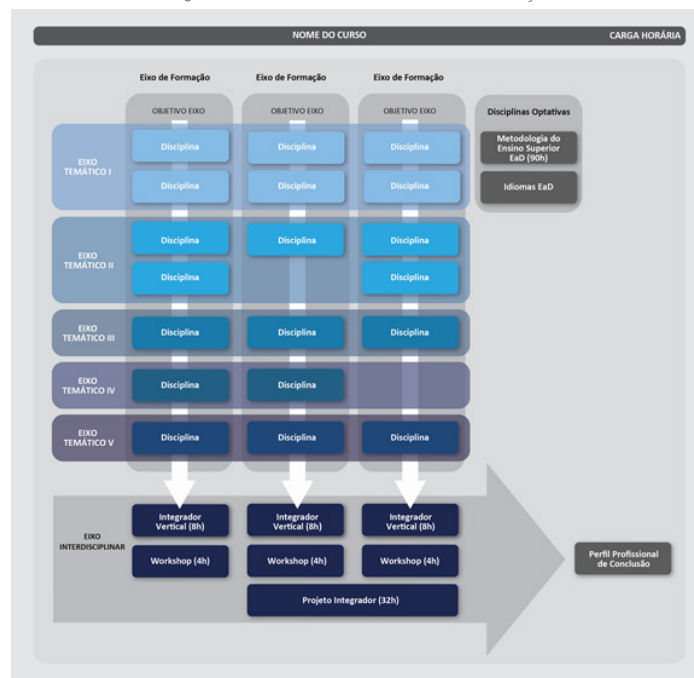 NOME DO CURSO
CARGA HORÁRIA
Eixo de Formação
Eixo de Formação
Eixo de Formação
OBJETIVO EIXO
OBJETIVO EIXO
OBJETIVO EIXO
Disciplinas Optativas
EIXO
TEMÁTICO I
Disciplina
Disciplina
Disciplina
Disciplina
Disciplina
Disciplina
Metodologia do
Ensino Superior
EaD (90h)
Idiomas EaD
EIXO
TEMÁTICO II
Disciplina
Disciplina
Disciplina
Disciplina
Disciplina
EIXO
TEMÁTICO III
Disciplina
Disciplina
Disciplina
EIXO
TEMÁTICO IV
Disciplina
Disciplina
EIXO
TEMÁTICO V
Disciplina
Disciplina
Disciplina
EIXO
INTERDISCIPLINAR
Integrador
Vertical (8h)
Integrador
Vertical (8h)
Integrador
Vertical (8h)
Workshop (4h)
Workshop (4h)
Workshop (4h)
Projeto Integrador (32h)
Perfil Profissional
de Conclusão